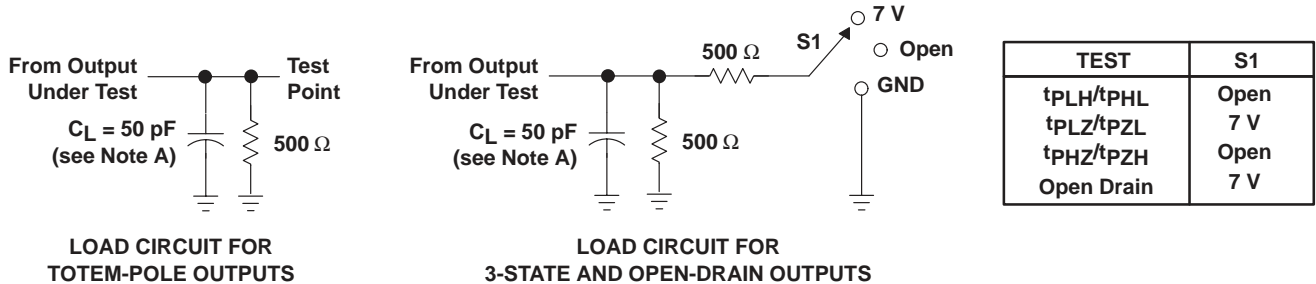 From Output
Under Test
Test
Point
CL = 50 pF
(see Note A)
500 Ω
LOAD CIRCUIT FOR
TOTEM-POLE OUTPUTS
From Output
Under Test
500 Ω
S1
7 V
Open
GND
CL = 50 pF
(see Note A)
500 Ω
LOAD CIRCUIT FOR
3-STATE AND OPEN-DRAIN OUTPUTS
TEST S1
tPLH/tPHL Open
tPLZ/tPZL 7 V
tPHZ/tPZH Open
Open Drain 7 V